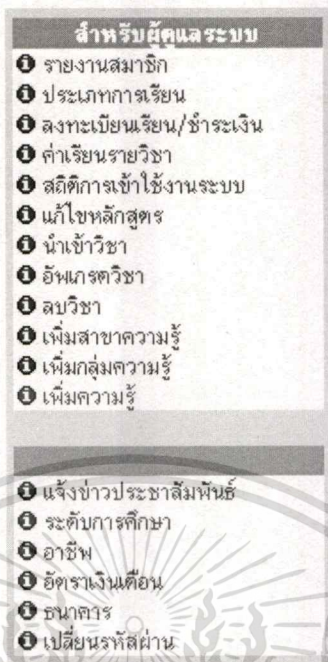 สำหรับผู้ดูแลระบบ
รายงานสมาชิก
ประเภทการเรียน
ลงทะเบียนเรียน/ชำระเงิน
ค่าเรียนรายวิชา
สถิติการเข้าใช้งานระบบ
แก้ไขหลักสูตร
นำเข้าวิชา
อัพเกรดวิชา
ลบวิชา
เพิ่มสาขาความรู้
เพิ่มกลุ่มความรู้
เพิ่มความรู้
แจ้งข่าวประชาสัมพันธ์
ระดับการศึกษา
อาชีพ
อัตราเงินเดือน
ธนาคาร
เปลี่ยนรหัสผ่าน